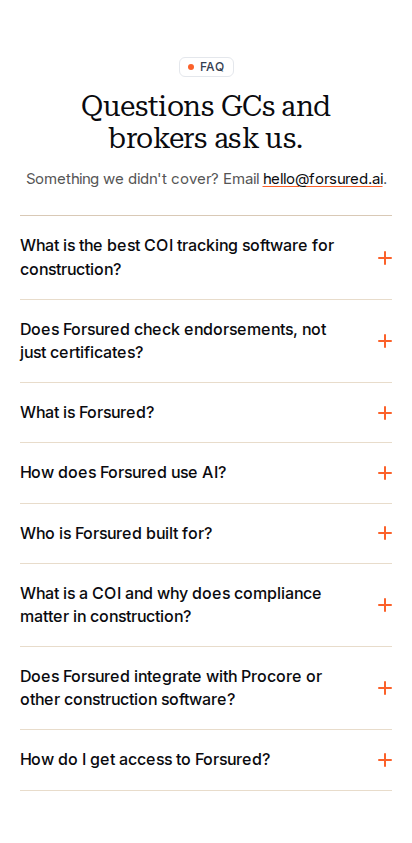 FAQ
Questions GCs and
brokers ask us.
Something we didn't cover? Email hello@forsured.ai.
What is the best COI tracking software for
construction?
Does Forsured check endorsements, not
just certificates?
What is Forsured?
How does Forsured use AI?
Who is Forsured built for?
What is a COI and why does compliance
matter in construction?
Does Forsured integrate with Procore or
other construction software?
How do I get access to Forsured?